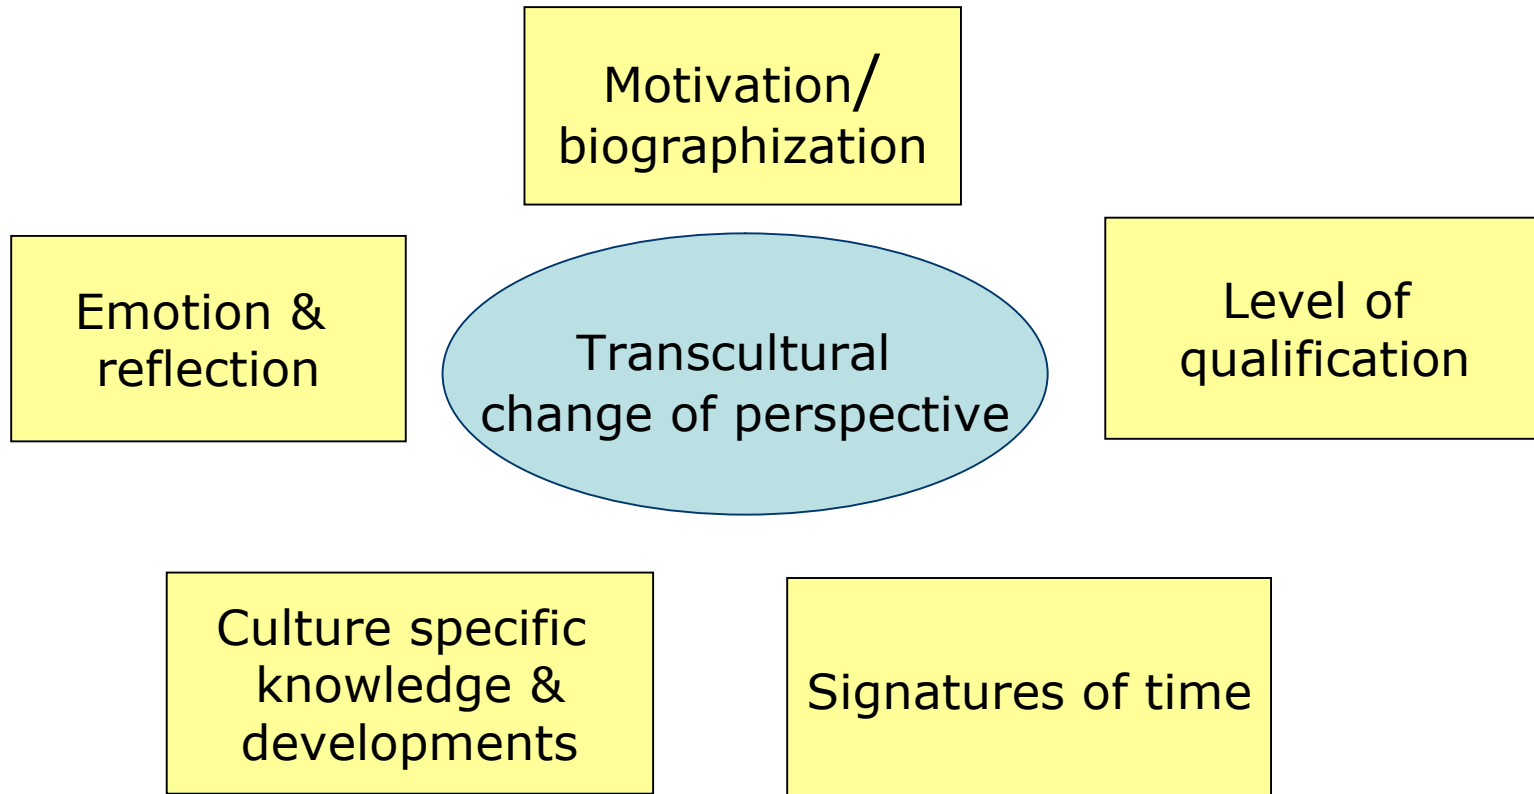 Motivation/
biographization
Emotion &
reflection
Transcultural
change of perspective
Level of
qualification
Culture specific
knowledge &
developments
Signatures of time